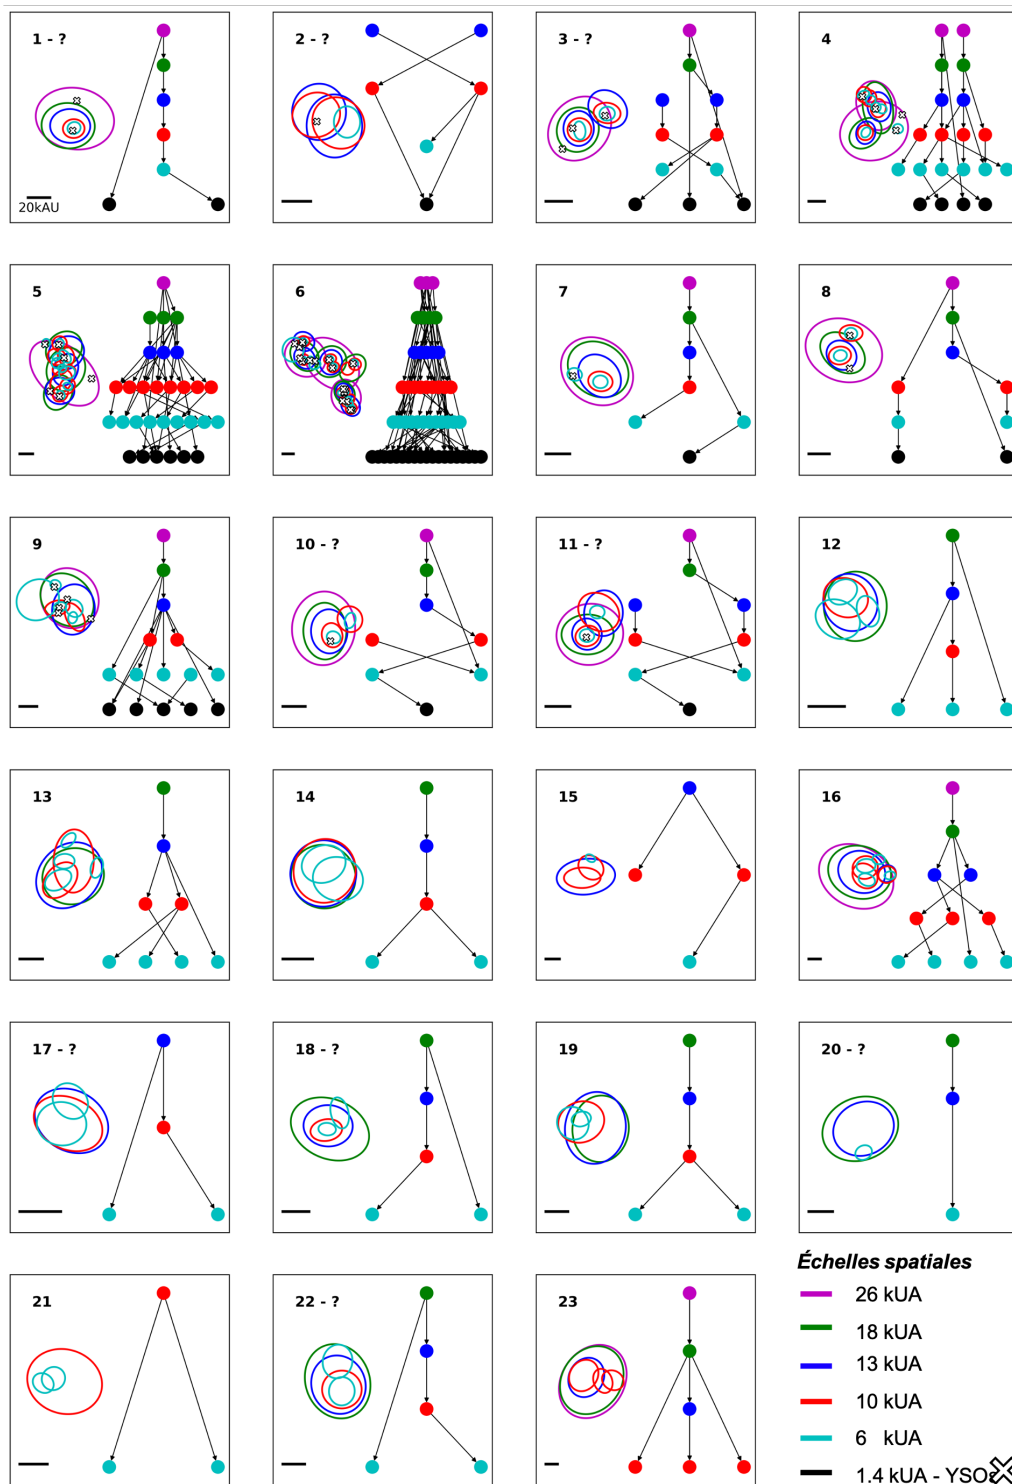 1 - ?
2 - ?
3 - ?
4
20kAU
5
6
7
8
9
10 - ?
11 - ?
12
13
14
15
16
17 - ?
18 - ?
19
20 - ?
21
22 - ?
23
Échelles spatiales
26 kUA
18 kUA
13 kUA
10 kUA
6 kUA
1.4 kUA - YSOs